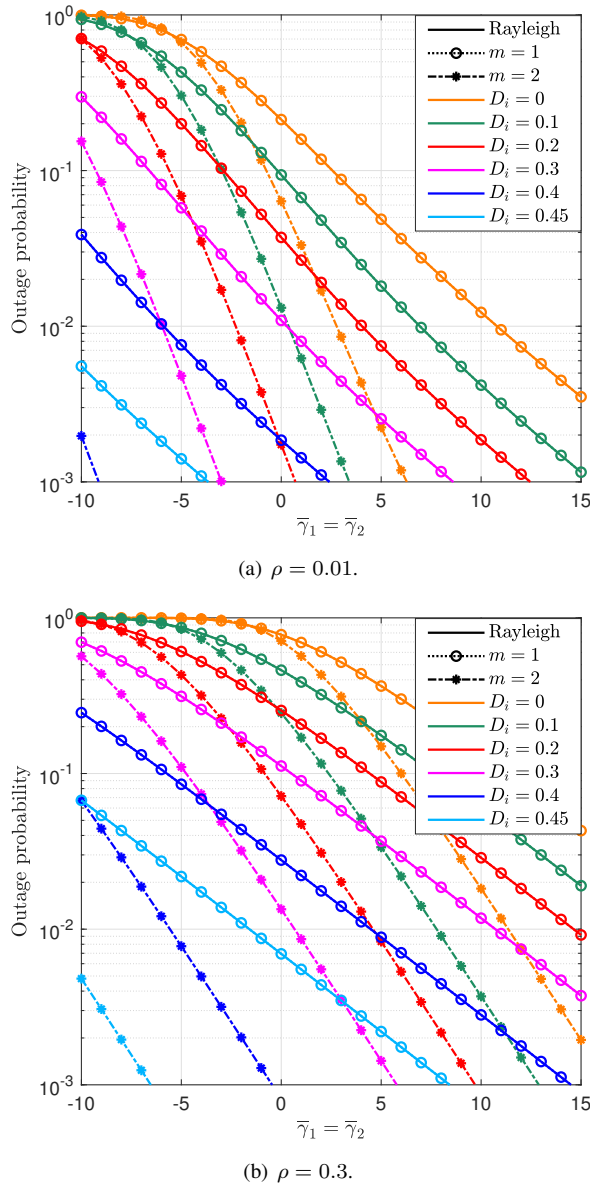 10^0
10^{-1}
10^{-2}
10^{-3}
Outage probability
Rayleigh
m = 1
m = 2
D_i = 0
D_i = 0.1
D_i = 0.2
D_i = 0.3
D_i = 0.4
D_i = 0.45
-10 -5 0 5 10 15
γ̅_1 = γ̅_2
(a) ρ = 0.01.
10^0
10^{-1}
10^{-2}
10^{-3}
Outage probability
Rayleigh
m = 1
m = 2
D_i = 0
D_i = 0.1
D_i = 0.2
D_i = 0.3
D_i = 0.4
D_i = 0.45
-10 -5 0 5 10 15
γ̅_1 = γ̅_2
(b) ρ = 0.3.